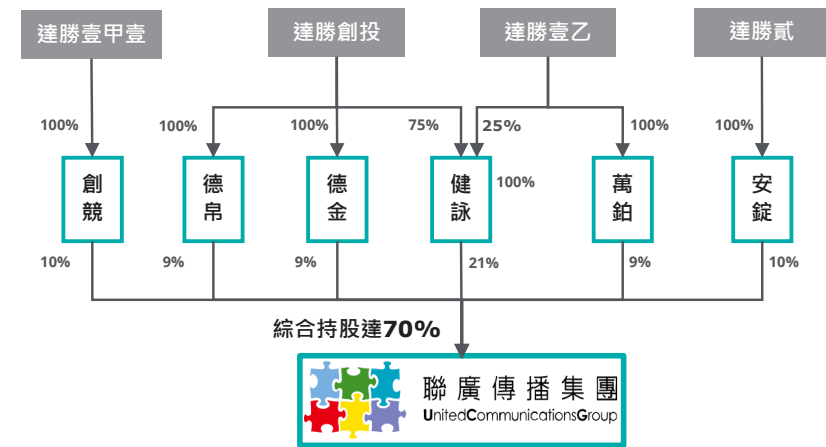 達勝壹甲壹
達勝創投
達勝壹乙
達勝貳
100%
100%
100%
75%
25%
100%
100%
創競
德帛
德金
健詠
100%
萬鉑
安錠
10%
9%
9%
21%
9%
10%
綜合持股達70%
聯廣傳播集團
UnitedCommunicationsGroup